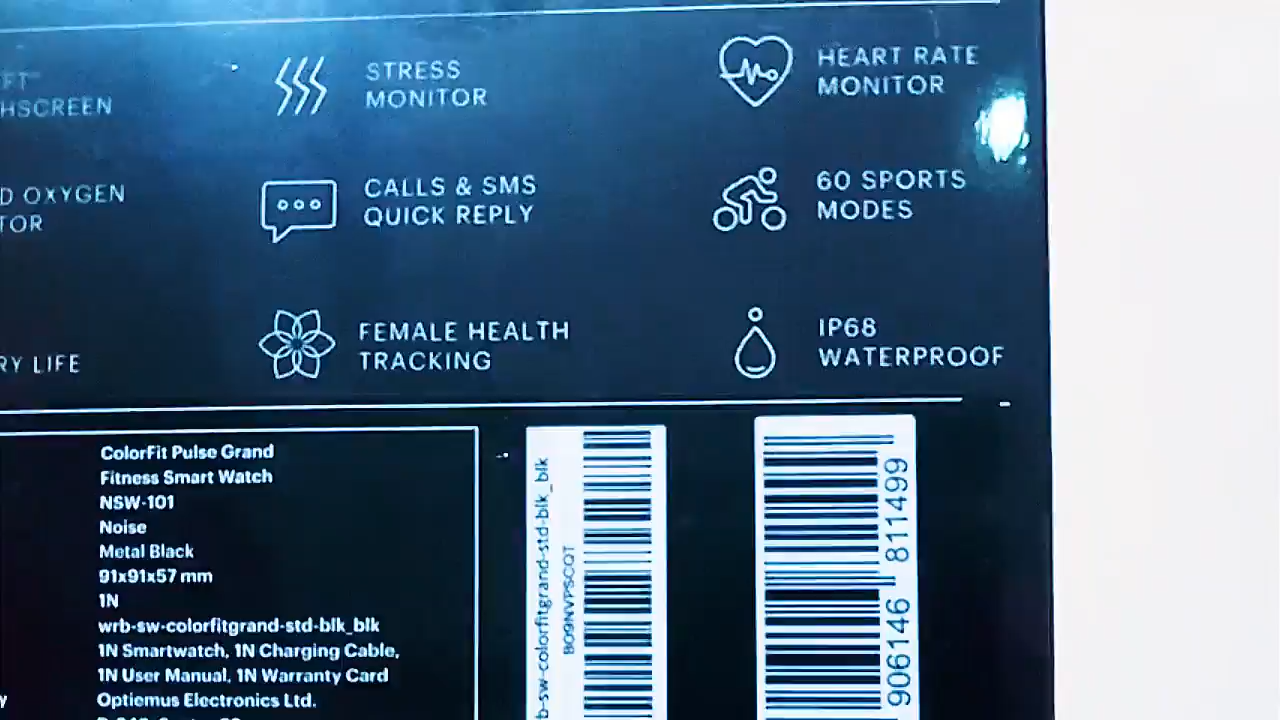 HSCREEN
STRESS
MONITOR
HEART RATE
MONITOR
D OXYGEN
TOR
CALLS & SMS
QUICK REPLY
60 SPORTS
MODES
RY LIFE
FEMALE HEALTH
TRACKING
IP68
WATERPROOF
ColorFit Pulse Grand
Fitness Smart Watch
NSW-101
Noise
Metal Black
91x91x57 mm
1N
wrb-sw-colorfitgrand-std-blk_blk
1N Smartwatch, 1N Charging Cable,
1N User Manual, 1N Warranty Card
Optiemus Electronics Ltd.
b-sw-colorfitgrand-std-blk_blk
B09NVPSCQT
906146 811499